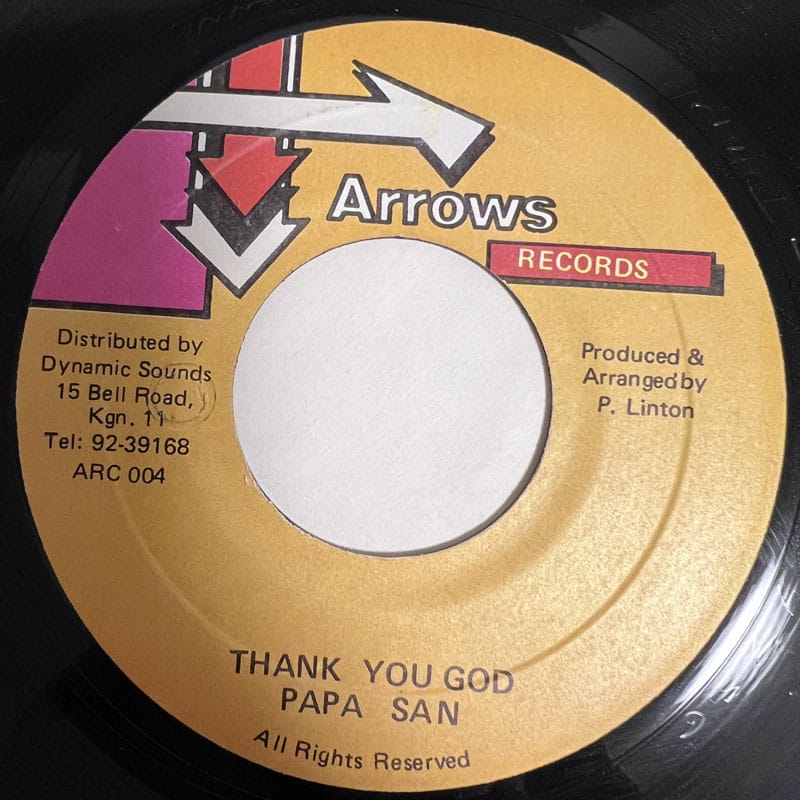 Arrows
RECORDS
Distributed by
Dynamic Sounds
15 Bell Road,
Kgn. 11
Tel: 92-39168
ARC 004
Produced &
Arranged by
P. Linton
THANK YOU GOD
PAPA SAN
All Rights Reserved